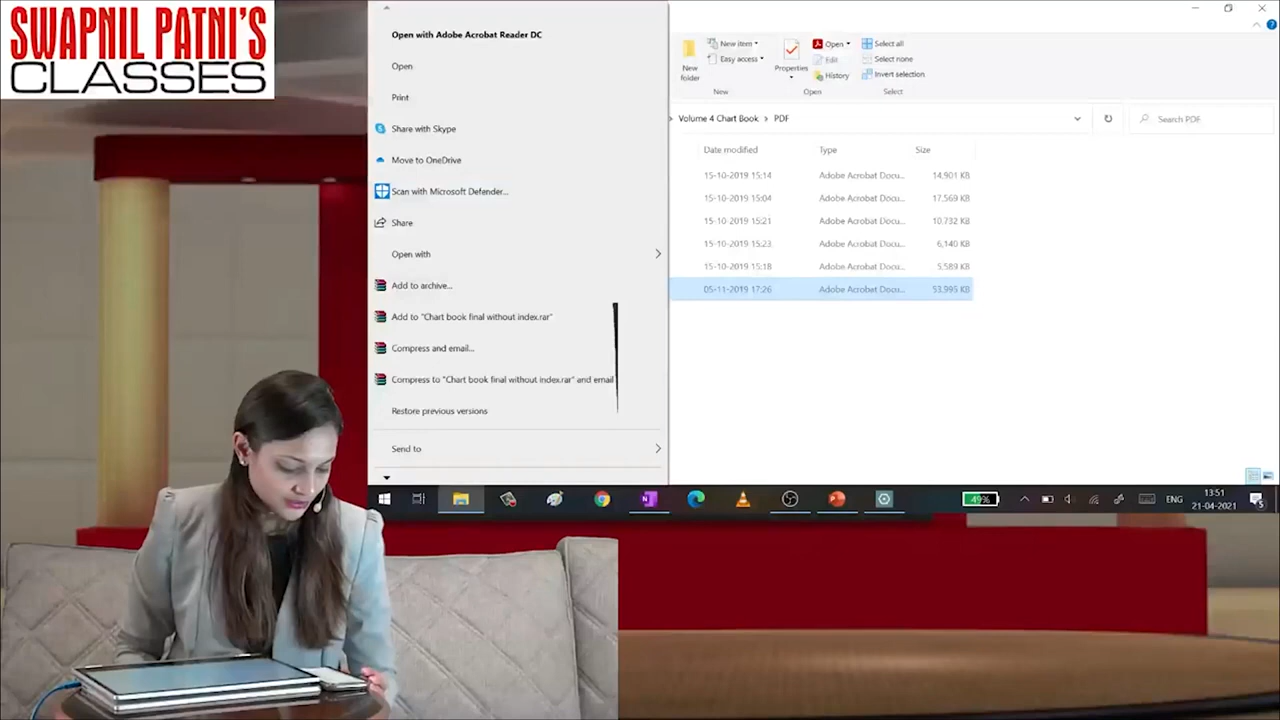 SWAPNIL PATNI'S
CLASSES
Open with Adobe Acrobat Reader DC
Open
Print
Share with Skype
Move to OneDrive
Scan with Microsoft Defender...
Share
Open with
Add to archive...
Add to "Chart book final without index.rar"
Compress and email...
Compress to "Chart book final without index.rar" and email
Restore previous versions
Send to
New item
Easy access
New folder
New
Properties
Open
Edit
History
Open
Select all
Select none
Invert selection
Select
Volume 4 Chart Book > PDF
Search PDF
Date modified Type Size
15-10-2019 15:14 Adobe Acrobat Docu... 14,901 KB
15-10-2019 15:04 Adobe Acrobat Docu... 17,569 KB
15-10-2019 15:21 Adobe Acrobat Docu... 10,732 KB
15-10-2019 15:23 Adobe Acrobat Docu... 6,140 KB
15-10-2019 15:18 Adobe Acrobat Docu... 5,589 KB
05-11-2019 17:26 Adobe Acrobat Docu... 53,995 KB
49%
ENG
13:51
21-04-2021